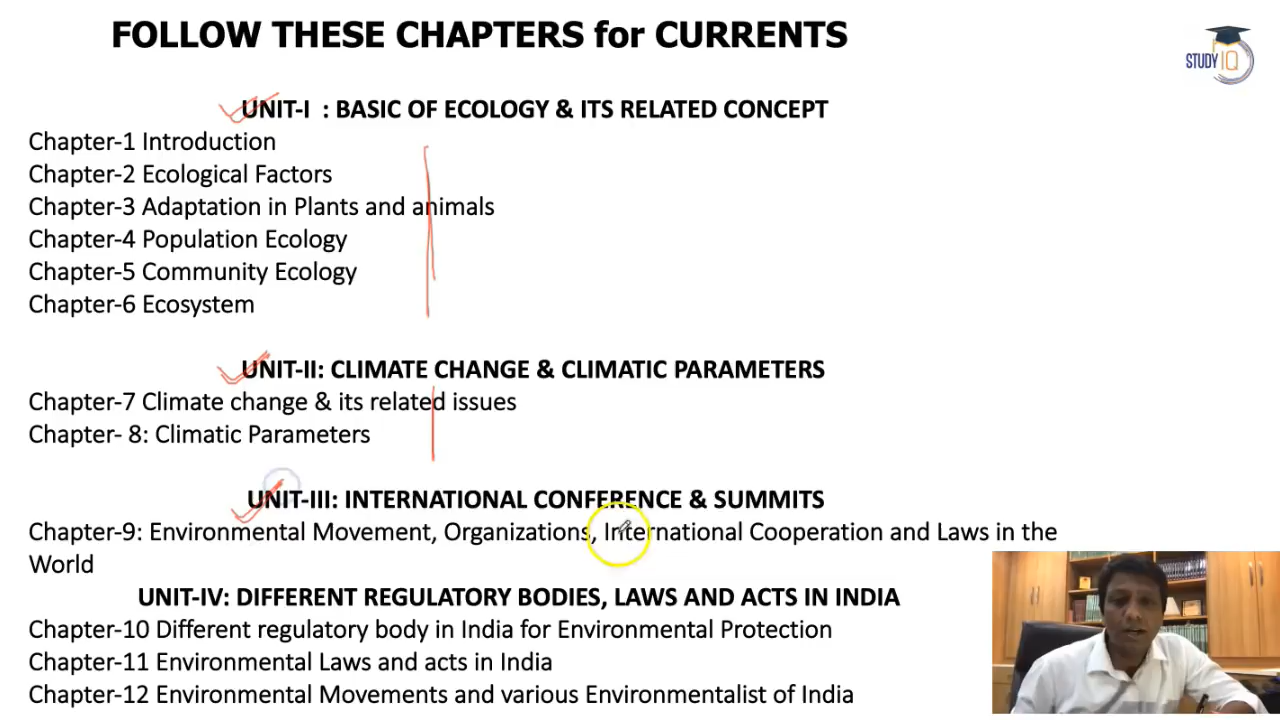 FOLLOW THESE CHAPTERS for CURRENTS
STUDY IQ
UNIT-I : BASIC OF ECOLOGY & ITS RELATED CONCEPT
Chapter-1 Introduction
Chapter-2 Ecological Factors
Chapter-3 Adaptation in Plants and animals
Chapter-4 Population Ecology
Chapter-5 Community Ecology
Chapter-6 Ecosystem
UNIT-II: CLIMATE CHANGE & CLIMATIC PARAMETERS
Chapter-7 Climate change & its related issues
Chapter- 8: Climatic Parameters
UNIT-III: INTERNATIONAL CONFERENCE & SUMMITS
Chapter-9: Environmental Movement, Organizations, International Cooperation and Laws in the
World
UNIT-IV: DIFFERENT REGULATORY BODIES, LAWS AND ACTS IN INDIA
Chapter-10 Different regulatory body in India for Environmental Protection
Chapter-11 Environmental Laws and acts in India
Chapter-12 Environmental Movements and various Environmentalist of India